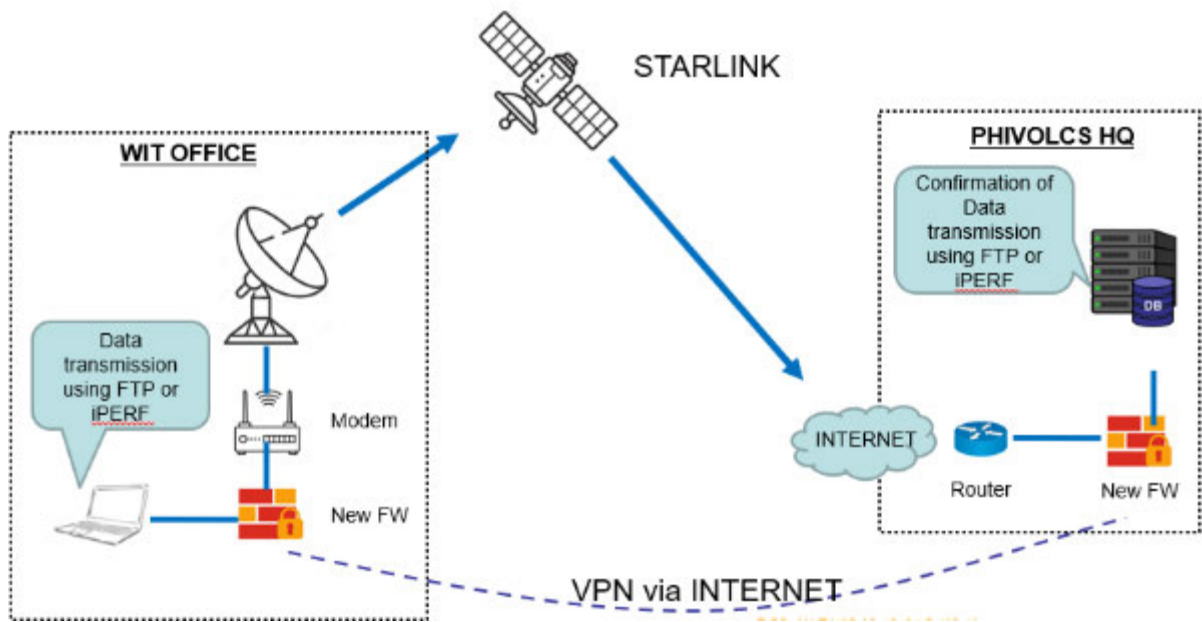 STARLINK
WIT OFFICE
Data
transmission
using FTP or
iPERF
Modem
New FW
PHIVOLCS HQ
Confirmation of
Data
transmission
using FTP or
iPERF
DB
INTERNET
Router
New FW
VPN via INTERNET